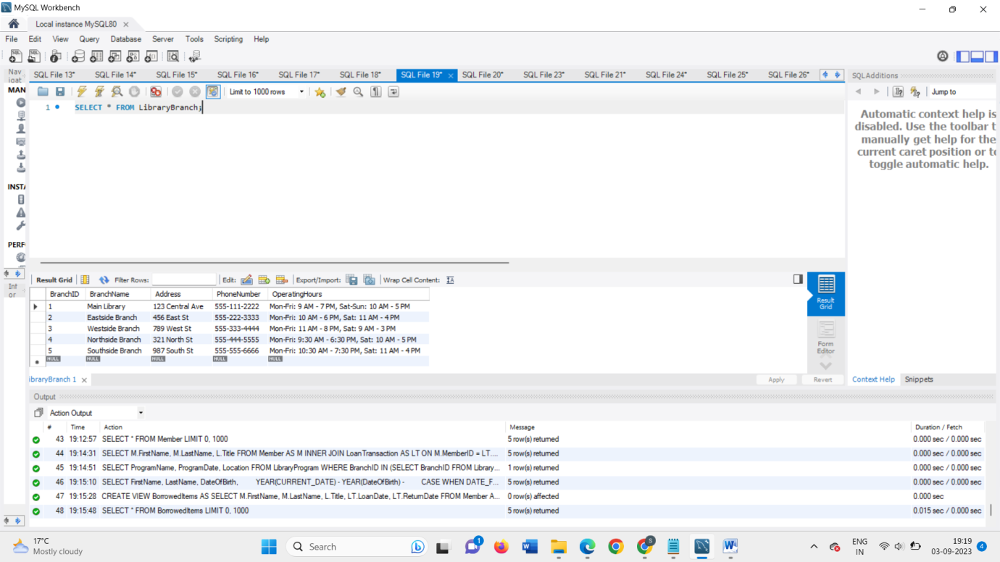 MySQL Workbench
Local instance MySQL80
File Edit View Query Database Server Tools Scripting Help
Nav
igat
SQL File 13* SQL File 14* SQL File 15* SQL File 16* SQL File 17* SQL File 18* SQL File 19* SQL File 20* SQL File 23* SQL File 21* SQL File 24* SQL File 25* SQL File 26*
SQLAdditions
MAN
Limit to 1000 rows
Jump to
1 SELECT * FROM LibraryBranch;
Automatic context help is
disabled. Use the toolbar t
manually get help for the
current caret position or to
toggle automatic help.
INST
PERF
Int
or
Result Grid Filter Rows: Edit: Export/Import: Wrap Cell Content:
BranchID BranchName Address PhoneNumber OperatingHours
1 Main Library 123 Central Ave 555-111-2222 Mon-Fri: 9 AM - 7 PM, Sat-Sun: 10 AM - 5 PM
2 Eastside Branch 456 East St 555-222-3333 Mon-Fri: 10 AM - 6 PM, Sat: 11 AM - 4 PM
3 Westside Branch 789 West St 555-333-4444 Mon-Fri: 11 AM - 8 PM, Sat: 9 AM - 3 PM
4 Northside Branch 321 North St 555-444-5555 Mon-Fri: 9:30 AM - 6:30 PM, Sat: 10 AM - 5 PM
5 Southside Branch 987 South St 555-555-6666 Mon-Fri: 10:30 AM - 7:30 PM, Sat: 11 AM - 4 PM
NULL NULL NULL NULL NULL
Result
Grid
Form
Editor
ibraryBranch 1
Apply Revert
Context Help Snippets
Output
Action Output
# Time Action Message Duration / Fetch
43 19:12:57 SELECT * FROM Member LIMIT 0, 1000 5 row(s) returned 0.000 sec / 0.000 sec
44 19:14:31 SELECT M.FirstName, M.LastName, L.Title FROM Member AS M INNER JOIN LoanTransaction AS LT ON M.MemberID = LT.... 5 row(s) returned 0.000 sec / 0.000 sec
45 19:14:51 SELECT ProgramName, ProgramDate, Location FROM LibraryProgram WHERE BranchID IN (SELECT BranchID FROM Library... 1 row(s) returned 0.000 sec / 0.000 sec
46 19:15:10 SELECT FirstName, LastName, DateOfBirth, YEAR(CURRENT_DATE) - YEAR(DateOfBirth) - CASE WHEN DATE_F... 5 row(s) returned 0.000 sec / 0.000 sec
47 19:15:28 CREATE VIEW BorrowedItems AS SELECT M.FirstName, M.LastName, L.Title, LT.LoanDate, LT.ReturnDate FROM Member A... 0 row(s) affected 0.000 sec
48 19:15:48 SELECT * FROM BorrowedItems LIMIT 0, 1000 5 row(s) returned 0.015 sec / 0.000 sec
17°C
Mostly cloudy
Search
1
S
ENG
IN
19:19
03-09-2023
4